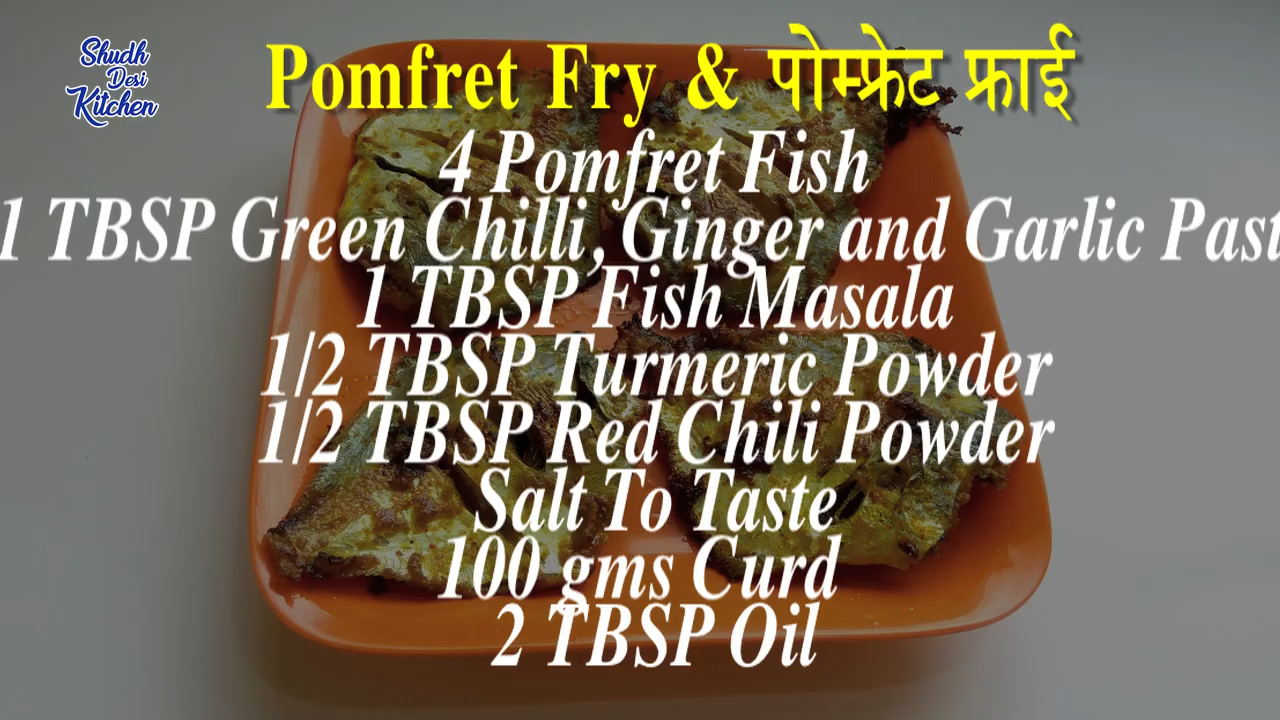 Shudh
Desi
Kitchen
Pomfret Fry & पोम्फ्रेट फ्राई
4 Pomfret Fish
1 TBSP Green Chilli, Ginger and Garlic Past
1 TBSP Fish Masala
1/2 TBSP Turmeric Powder
1/2 TBSP Red Chili Powder
Salt To Taste
100 gms Curd
2 TBSP Oil